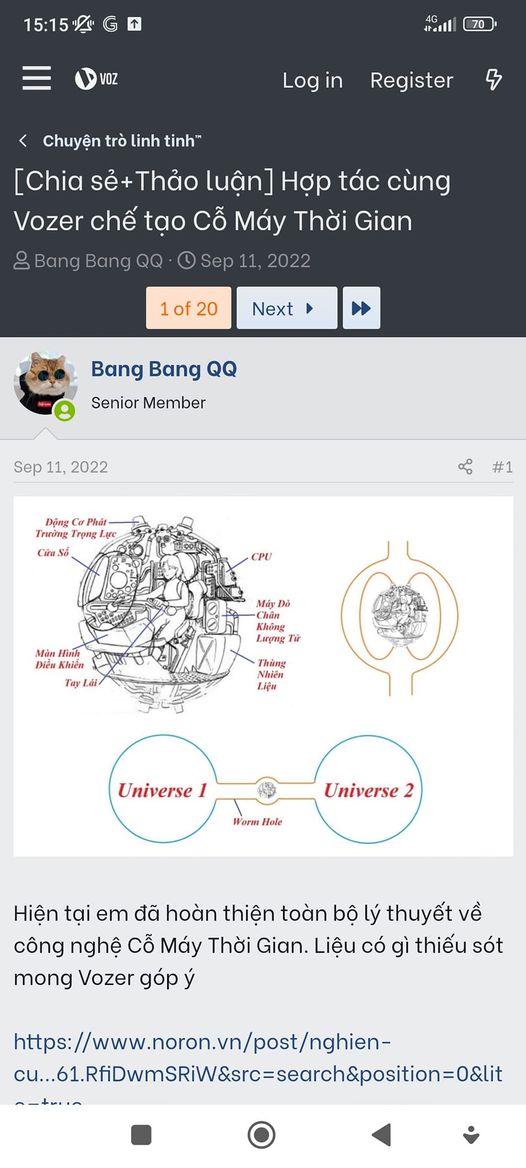 15:15
4G
70
VOZ
Log in
Register
Chuyện trò linh tinh™
[Chia sẻ+Thảo luận] Hợp tác cùng
Vozer chế tạo Cỗ Máy Thời Gian
Bang Bang QQ · Sep 11, 2022
1 of 20
Next
Bang Bang QQ
Senior Member
Sep 11, 2022
#1
Động Cơ Phát
Trường Trọng Lực
Cửa Sổ
CPU
Máy Dò
Chân
Không
Lượng Tử
Màn Hình
Điều Khiển
Tay Lái
Thùng
Nhiên
Liệu
Universe 1
Universe 2
Worm Hole
Hiện tại em đã hoàn thiện toàn bộ lý thuyết về
công nghệ Cỗ Máy Thời Gian. Liệu có gì thiếu sót
mong Vozer góp ý
https://www.noron.vn/post/nghien-
cu...61.RfiDwmSRiW&src=search&position=0&lit